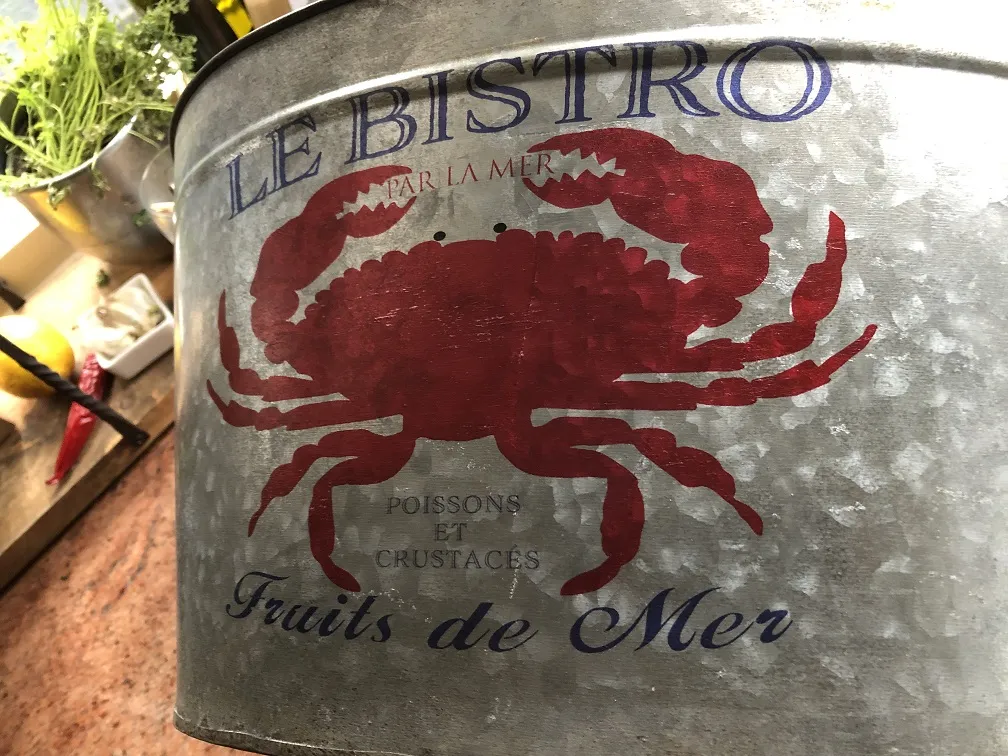 LE BISTRO
PAR LA MER
POISSONS
ET
CRUSTACÉS
Fruits de Mer